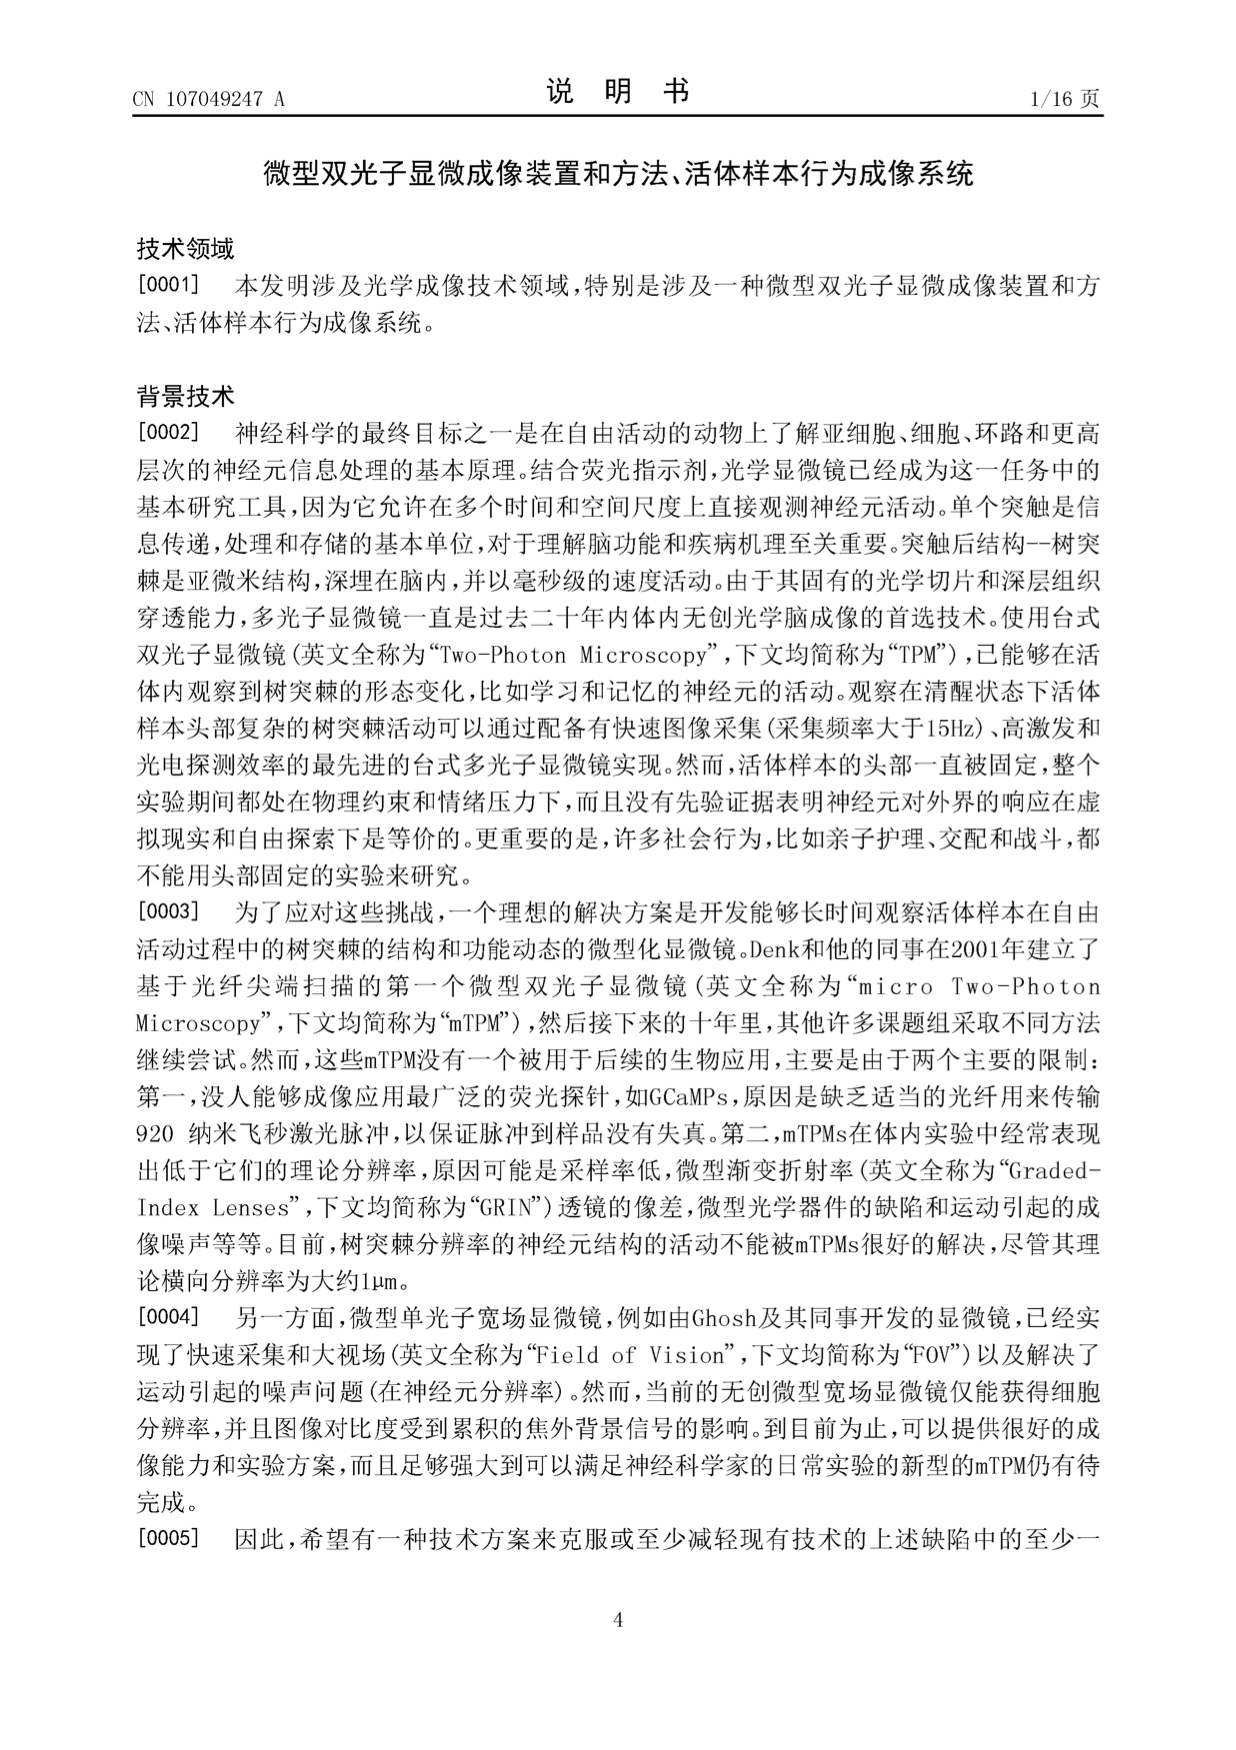 CN 107049247 A
说 明 书
1/16 页
微型双光子显微成像装置和方法、活体样本行为成像系统
技术领域
[0001] 本发明涉及光学成像技术领域,特别是涉及一种微型双光子显微成像装置和方
法、活体样本行为成像系统。
背景技术
[0002] 神经科学的最终目标之一是在自由活动的动物上了解亚细胞、细胞、环路和更高
层次的神经元信息处理的基本原理。结合荧光指示剂,光学显微镜已经成为这一任务中的
基本研究工具,因为它允许在多个时间和空间尺度上直接观测神经元活动。单个突触是信
息传递,处理和存储的基本单位,对于理解脑功能和疾病机理至关重要。突触后结构--树突
棘是亚微米结构,深埋在脑内,并以毫秒级的速度活动。由于其固有的光学切片和深层组织
穿透能力,多光子显微镜一直是过去二十年内体内无创光学脑成像的首选技术。使用台式
双光子显微镜(英文全称为“Two-Photon Microscopy”,下文均简称为“TPM”),已能够在活
体内观察到树突棘的形态变化,比如学习和记忆的神经元的活动。观察在清醒状态下活体
样本头部复杂的树突棘活动可以通过配备有快速图像采集(采集频率大于15Hz)、高激发和
光电探测效率的最先进的台式多光子显微镜实现。然而,活体样本的头部一直被固定,整个
实验期间都处在物理约束和情绪压力下,而且没有先验证据表明神经元对外界的响应在虚
拟现实和自由探索下是等价的。更重要的是,许多社会行为,比如亲子护理、交配和战斗,都
不能用头部固定的实验来研究。
[0003] 为了应对这些挑战,一个理想的解决方案是开发能够长时间观察活体样本在自由
活动过程中的树突棘的结构和功能动态的微型化显微镜。Denk和他的同事在2001年建立了
基于光纤尖端扫描的第一个微型双光子显微镜(英文全称为“micro Two-Photon
Microscopy”,下文均简称为“mTPM”),然后接下来的十年里,其他许多课题组采取不同方法
继续尝试。然而,这些mTPM没有一个被用于后续的生物应用,主要是由于两个主要的限制:
第一,没人能够成像应用最广泛的荧光探针,如GCaMPs,原因是缺乏适当的光纤用来传输
920 纳米飞秒激光脉冲,以保证脉冲到样品没有失真。第二,mTPMs在体内实验中经常表现
出低于它们的理论分辨率,原因可能是采样率低,微型渐变折射率(英文全称为“Graded-
Index Lenses”,下文均简称为“GRIN”)透镜的像差,微型光学器件的缺陷和运动引起的成
像噪声等等。目前,树突棘分辨率的神经元结构的活动不能被mTPMs很好的解决,尽管其理
论横向分辨率为大约1μm。
[0004] 另一方面,微型单光子宽场显微镜,例如由Ghosh及其同事开发的显微镜,已经实
现了快速采集和大视场(英文全称为“Field of Vision”,下文均简称为“FOV”)以及解决了
运动引起的噪声问题(在神经元分辨率)。然而,当前的无创微型宽场显微镜仅能获得细胞
分辨率,并且图像对比度受到累积的焦外背景信号的影响。到目前为止,可以提供很好的成
像能力和实验方案,而且足够强大到可以满足神经科学家的日常实验的新型的mTPM仍有待
完成。
[0005] 因此,希望有一种技术方案来克服或至少减轻现有技术的上述缺陷中的至少一
4